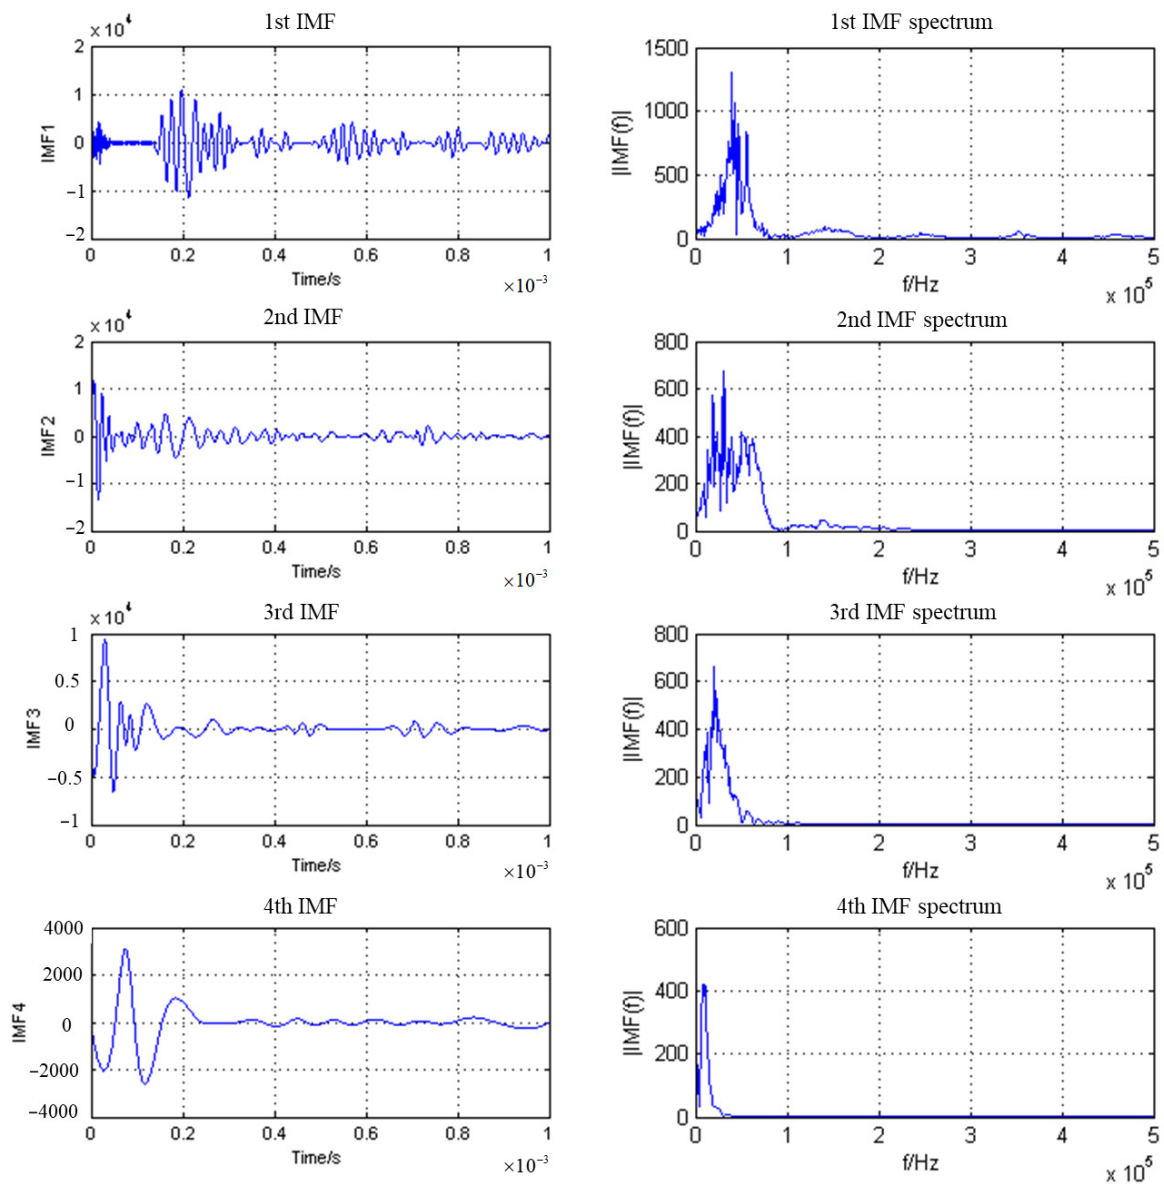 1st IMF
× 10⁴
2
1
0
−1
−2
IMF1
0 0.2 0.4 0.6 0.8 1
Time/s
×10⁻³
1st IMF spectrum
1500
1000
500
0
|IMF(f)|
0 1 2 3 4 5
f/Hz
x 10⁵
2nd IMF
× 10⁴
2
1
0
−1
−2
IMF2
0 0.2 0.4 0.6 0.8 1
Time/s
×10⁻³
2nd IMF spectrum
800
600
400
200
0
|IMF(f)|
0 1 2 3 4 5
f/Hz
x 10⁵
3rd IMF
× 10⁴
1
0.5
0
−0.5
−1
IMF3
0 0.2 0.4 0.6 0.8 1
Time/s
×10⁻³
3rd IMF spectrum
800
600
400
200
0
|IMF(f)|
0 1 2 3 4 5
f/Hz
x 10⁵
4th IMF
4000
2000
0
−2000
−4000
IMF4
0 0.2 0.4 0.6 0.8 1
Time/s
×10⁻³
4th IMF spectrum
600
400
200
0
|IMF(f)|
0 1 2 3 4 5
f/Hz
x 10⁵